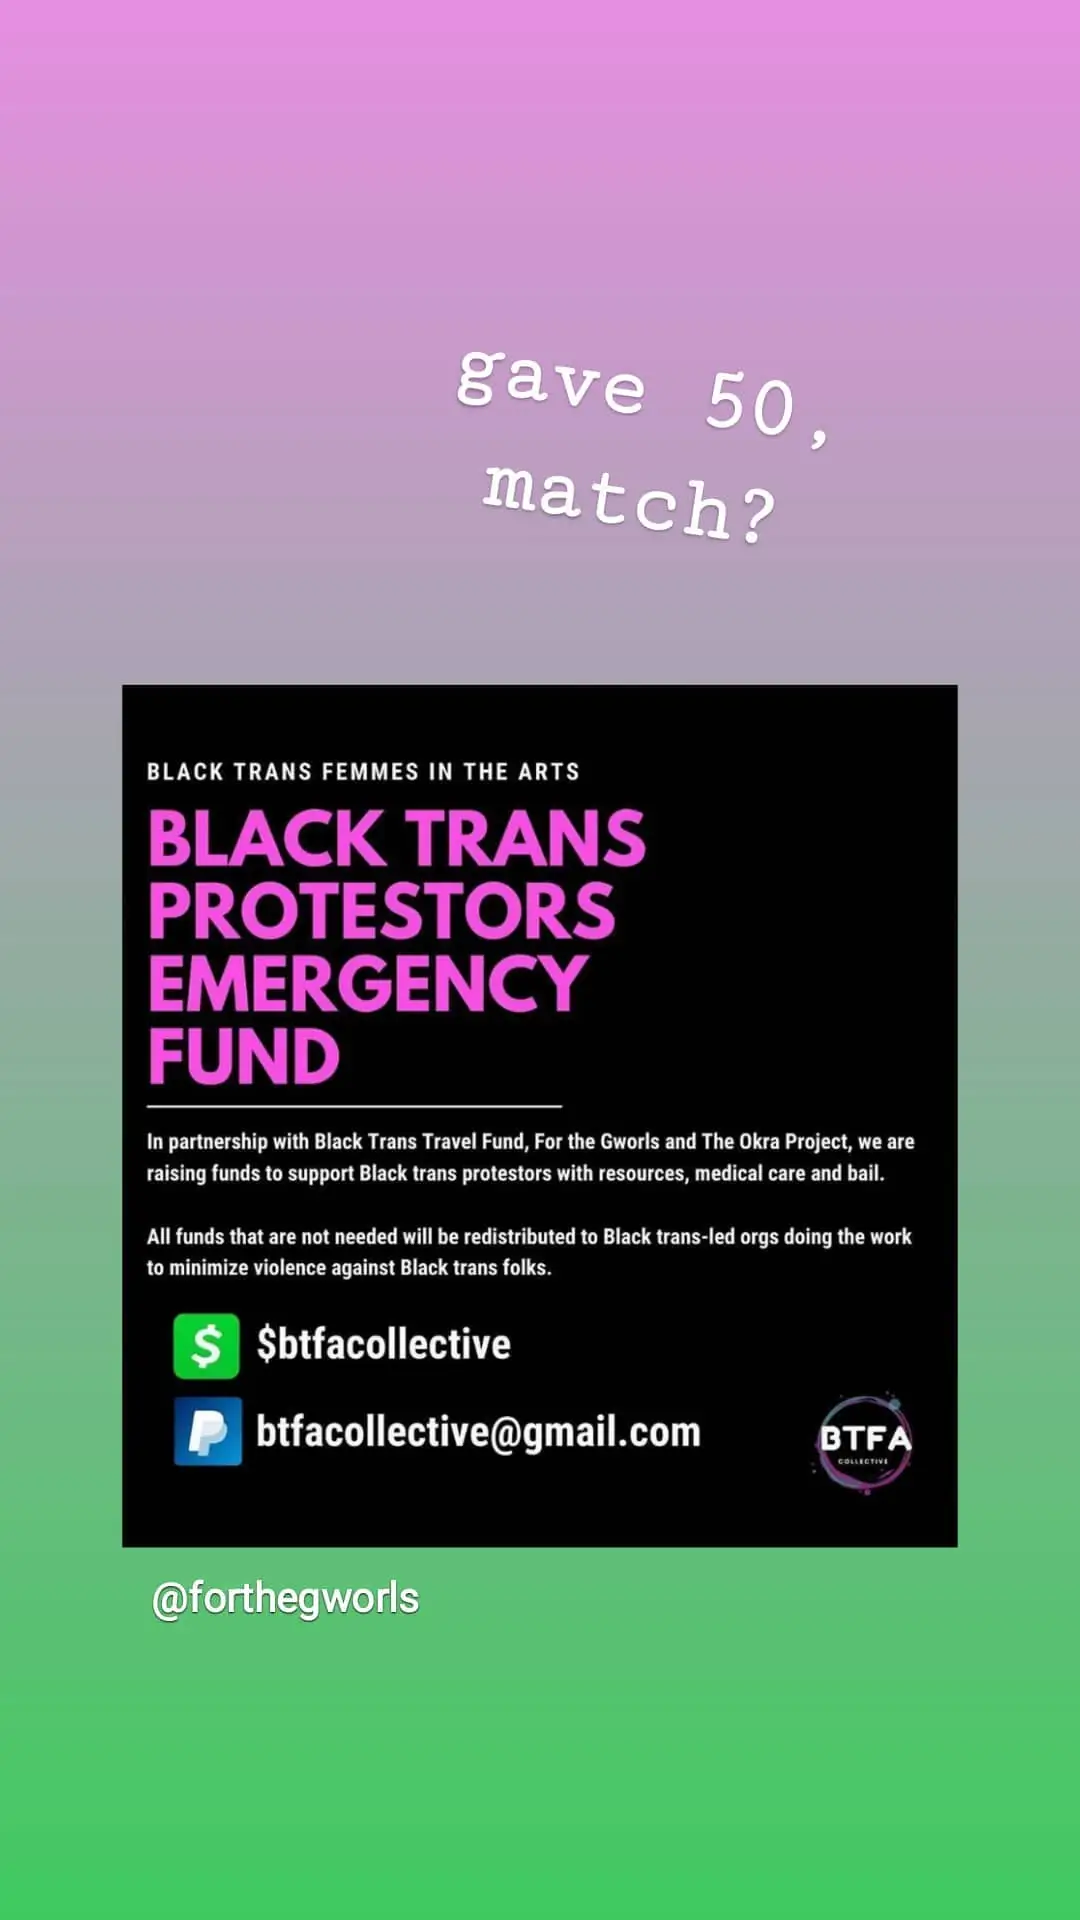 gave 50,
match?
BLACK TRANS FEMMES IN THE ARTS
BLACK TRANS
PROTESTORS
EMERGENCY
FUND
In partnership with Black Trans Travel Fund, For the Gworls and The Okra Project, we are
raising funds to support Black trans protestors with resources, medical care and bail.
All funds that are not needed will be redistributed to Black trans-led orgs doing the work
to minimize violence against Black trans folks.
$
$btfacollective
P
btfacollective@gmail.com
BTFA
COLLECTIVE
@forthegworls